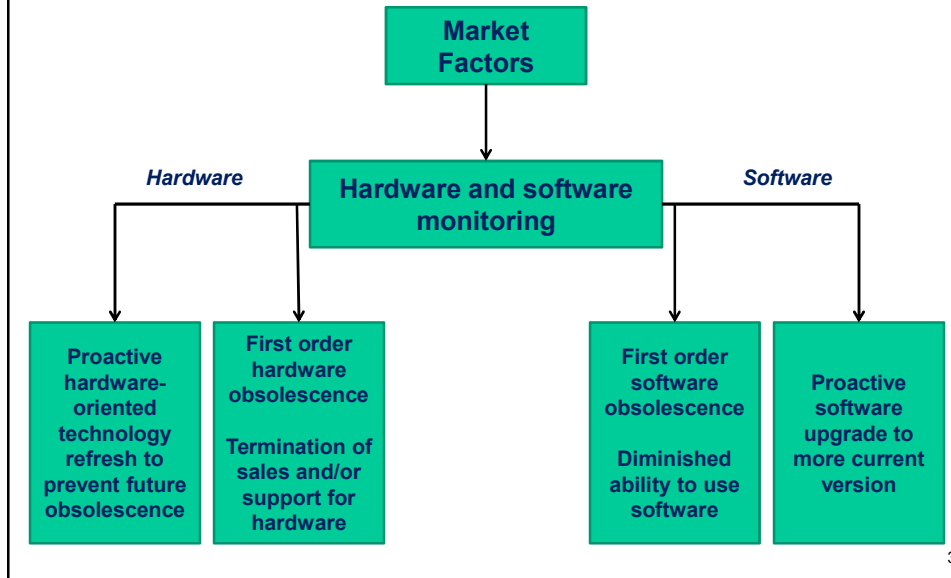 Market
Factors
Hardware
Hardware and software
monitoring
Software
Proactive
hardware-
oriented
technology
refresh to
prevent future
obsolescence
First order
hardware
obsolescence
Termination of
sales and/or
support for
hardware
First order
software
obsolescence
Diminished
ability to use
software
Proactive
software
upgrade to
more current
version